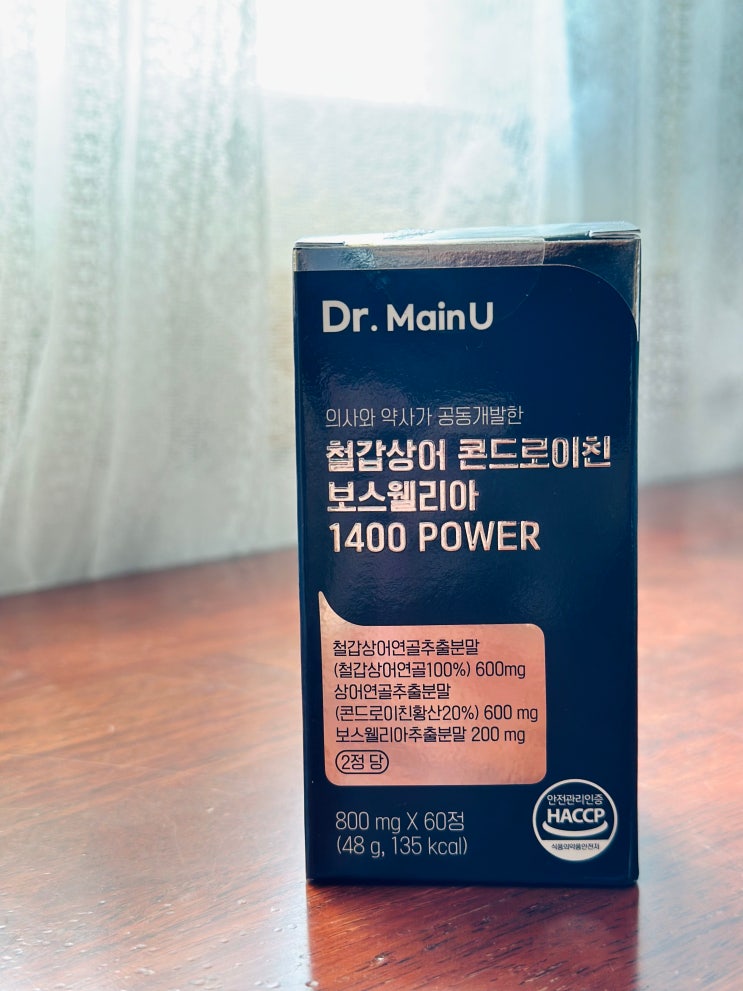 Dr. MainU
의사와 약사가 공동개발한
철갑상어 콘드로이친
보스웰리아
1400 POWER
철갑상어연골추출분말
(철갑상어연골100%) 600mg
상어연골추출분말
(콘드로이친황산20%) 600 mg
보스웰리아추출분말 200 mg
2정 당
800 mg X 60정
(48 g, 135 kcal)
안전관리인증
HACCP
식품의약품안전처